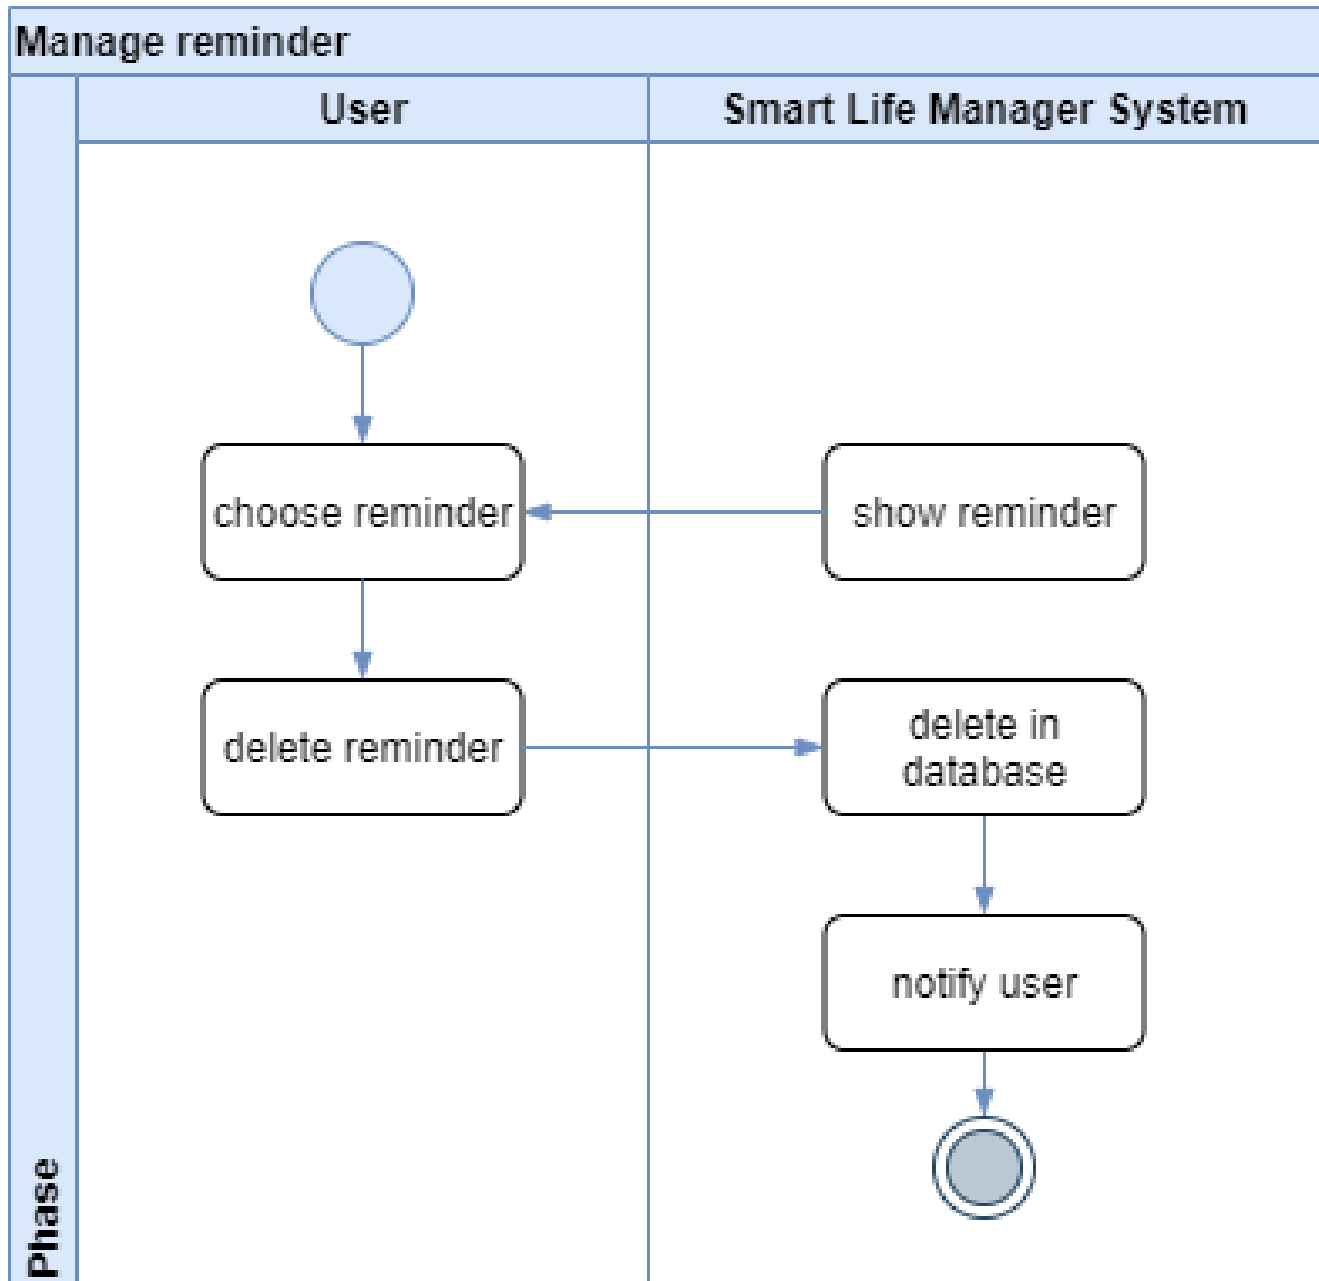 Manage reminder
User
Smart Life Manager System
choose reminder
show reminder
delete reminder
delete in
database
notify user
Phase